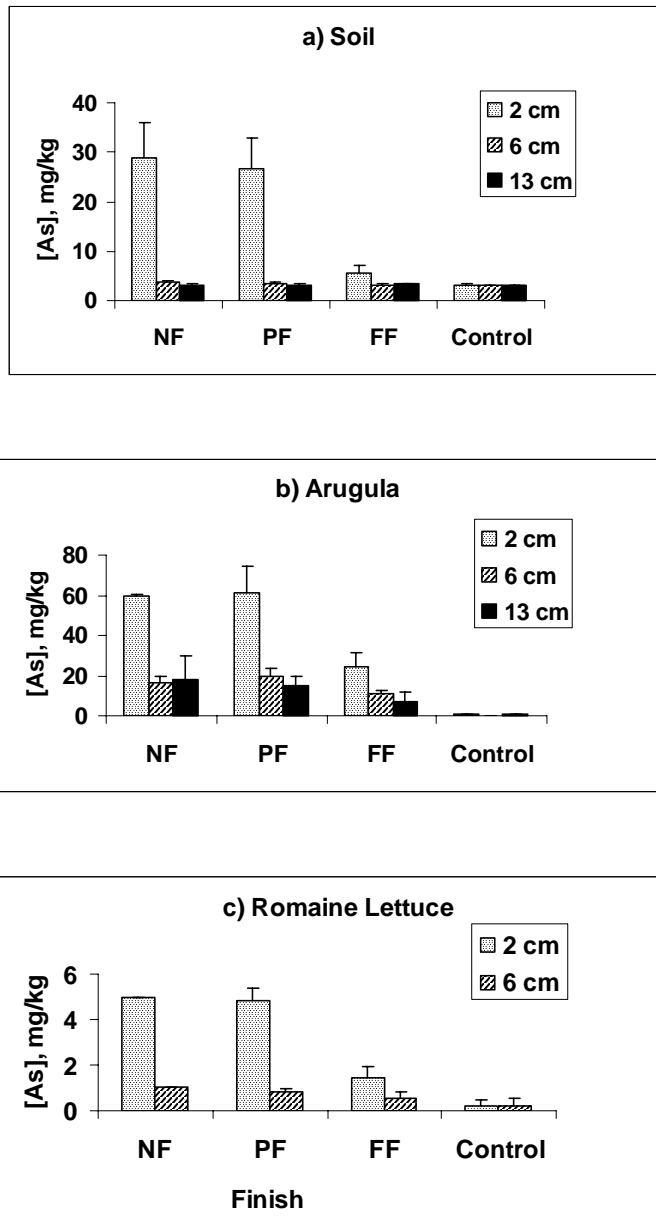 a) Soil
40
30
20
10
0
[As], mg/kg
2 cm
6 cm
13 cm
NF PF FF Control
b) Arugula
80
60
40
20
0
[As], mg/kg
2 cm
6 cm
13 cm
NF PF FF Control
c) Romaine Lettuce
6
4
2
0
[As], mg/kg
2 cm
6 cm
NF PF FF Control
Finish